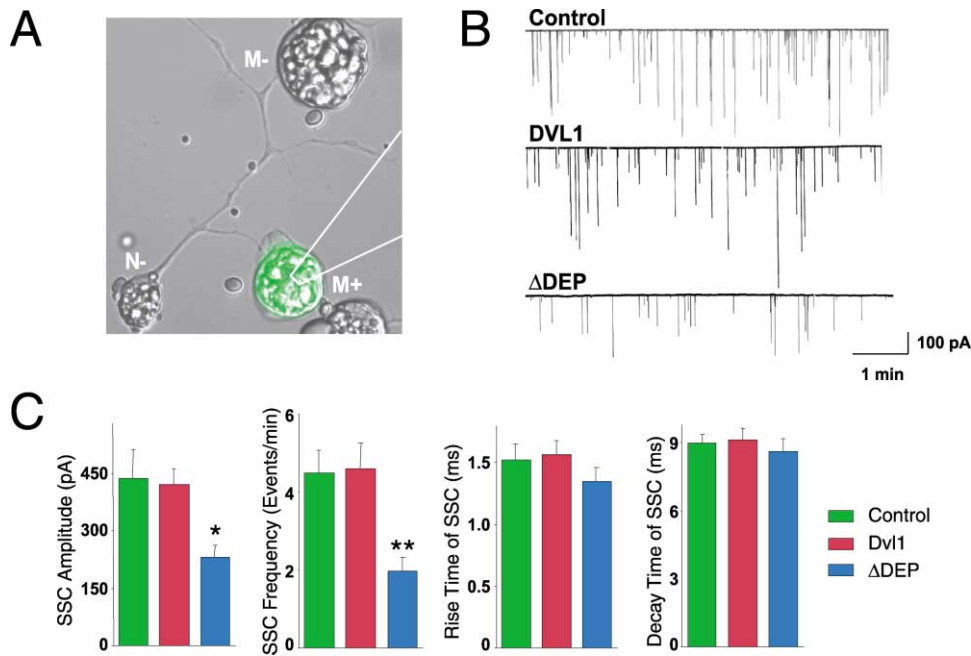 A
M-
N-
M+
B
Control
DVL1
ΔDEP
100 pA
1 min
C
SSC Amplitude (pA)
450
300
150
0
*
SSC Frequency (Events/min)
6
4
2
0
**
Rise Time of SSC (ms)
1.5
1.0
0.5
0
Decay Time of SSC (ms)
9
6
3
0
Control
Dvl1
ΔDEP